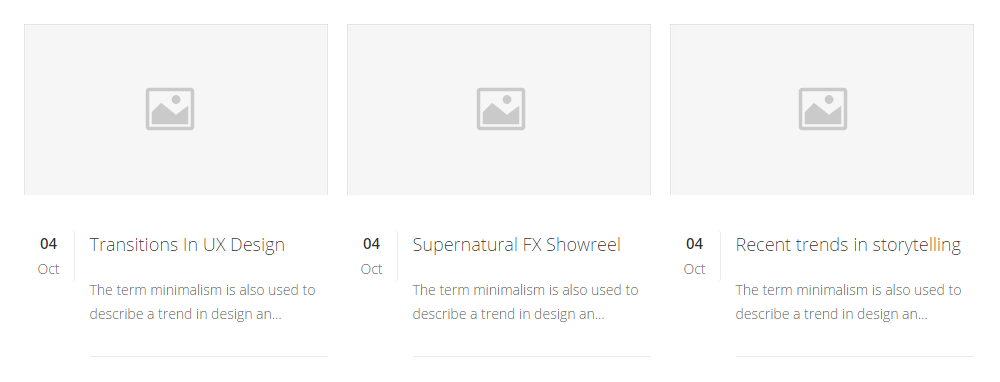 04
Oct
Transitions In UX Design
The term minimalism is also used to
describe a trend in design an...
04
Oct
Supernatural FX Showreel
The term minimalism is also used to
describe a trend in design an...
04
Oct
Recent trends in storytelling
The term minimalism is also used to
describe a trend in design an...